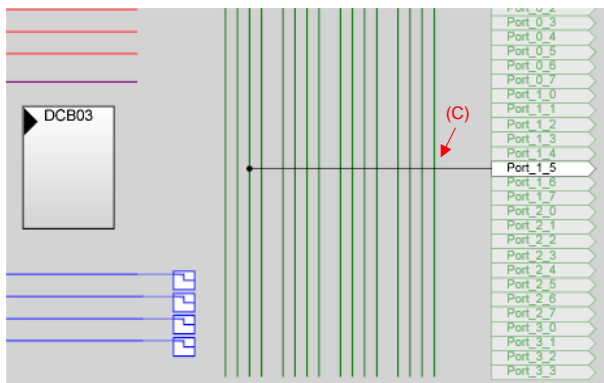 Port_0_2
Port_0_3
Port_0_4
Port_0_5
Port_0_6
Port_0_7
Port_1_0
Port_1_1
DCB03
(C)
Port_1_2
Port_1_3
Port_1_4
Port_1_5
Port_1_6
Port_1_7
Port_2_0
Port_2_1
Port_2_2
Port_2_3
Port_2_4
Port_2_5
Port_2_6
Port_2_7
Port_3_0
Port_3_1
Port_3_2
Port_3_3